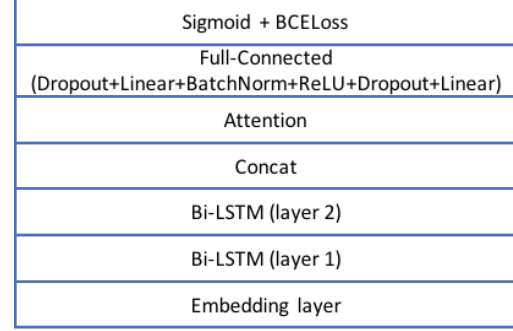 Sigmoid + BCELoss
Full-Connected
(Dropout+Linear+BatchNorm+ReLU+Dropout+Linear)
Attention
Concat
Bi-LSTM (layer 2)
Bi-LSTM (layer 1)
Embedding layer